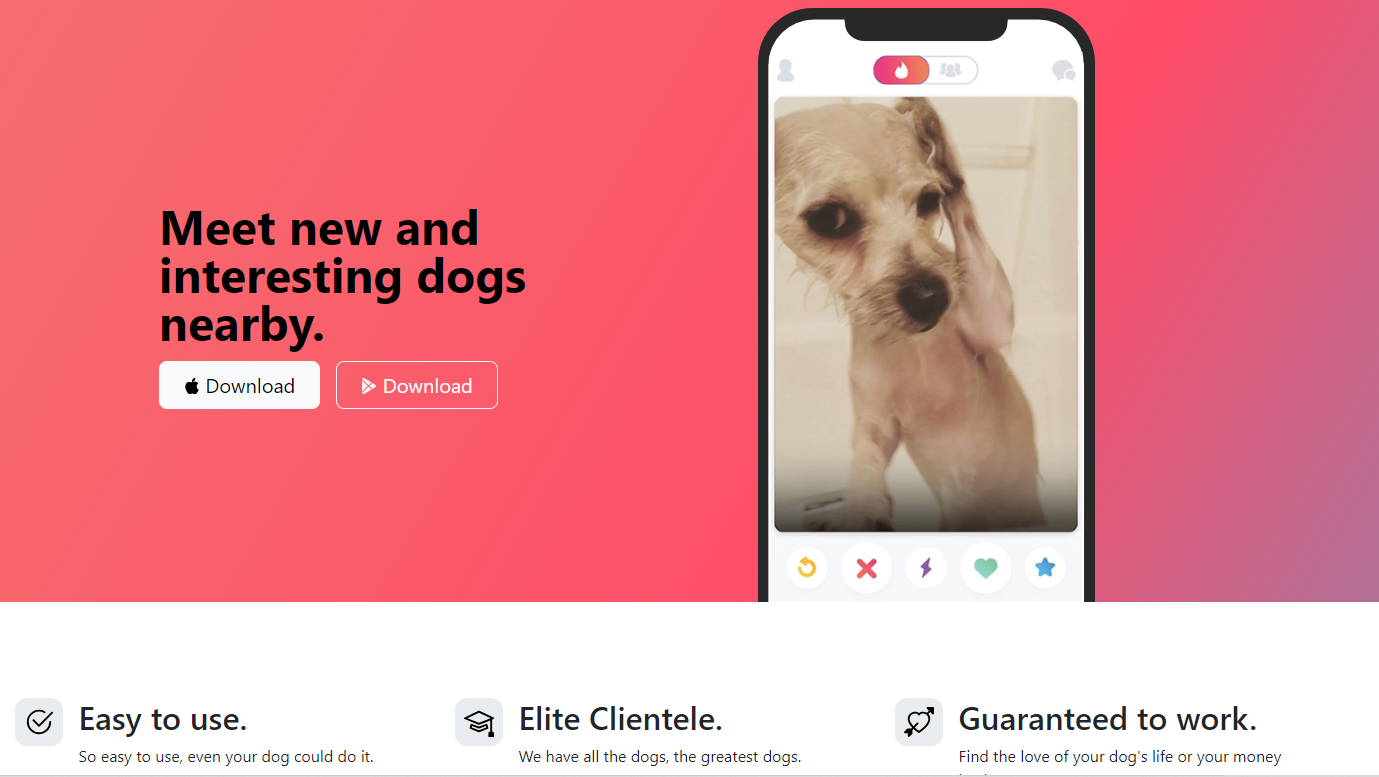 Meet new and
interesting dogs
nearby.
Download
Download
Easy to use.
So easy to use, even your dog could do it.
Elite Clientele.
We have all the dogs, the greatest dogs.
Guaranteed to work.
Find the love of your dog's life or your money